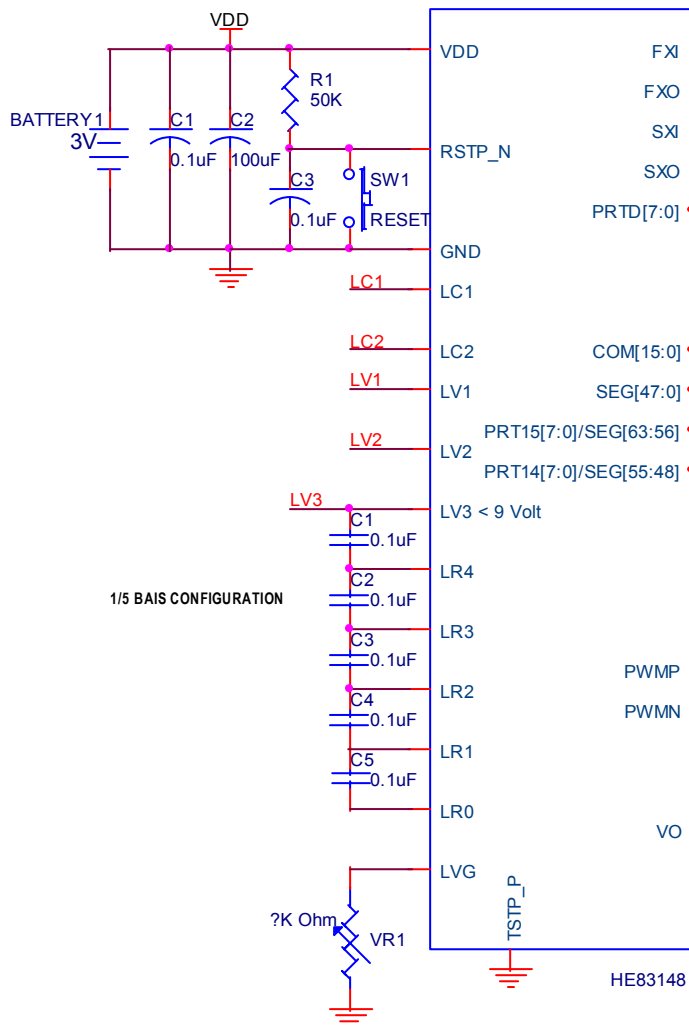 VDD
VDD
FXI
R1
50K
FXO
BATTERY1
3V
C1
0.1uF
C2
100uF
SXI
RSTP_N
SXO
C3
0.1uF
SW1
RESET
PRTD[7:0]
GND
LC1
LC1
LC2
LC2
COM[15:0]
LV1
LV1
SEG[47:0]
PRT15[7:0]/SEG[63:56]
LV2
LV2
PRT14[7:0]/SEG[55:48]
LV3
LV3 < 9 Volt
C1
0.1uF
LR4
C2
0.1uF
1/5 BAIS CONFIGURATION
LR3
C3
0.1uF
LR2
PWMP
C4
0.1uF
PWMN
LR1
C5
0.1uF
LR0
VO
LVG
TSTP_P
?K Ohm
VR1
HE83148